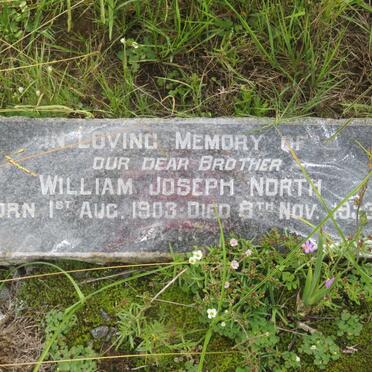 IN LOVING MEMORY OF
OUR DEAR BROTHER
WILLIAM JOSEPH NORTH
ORN 1ST AUG. 1903. DIED 8TH NOV.